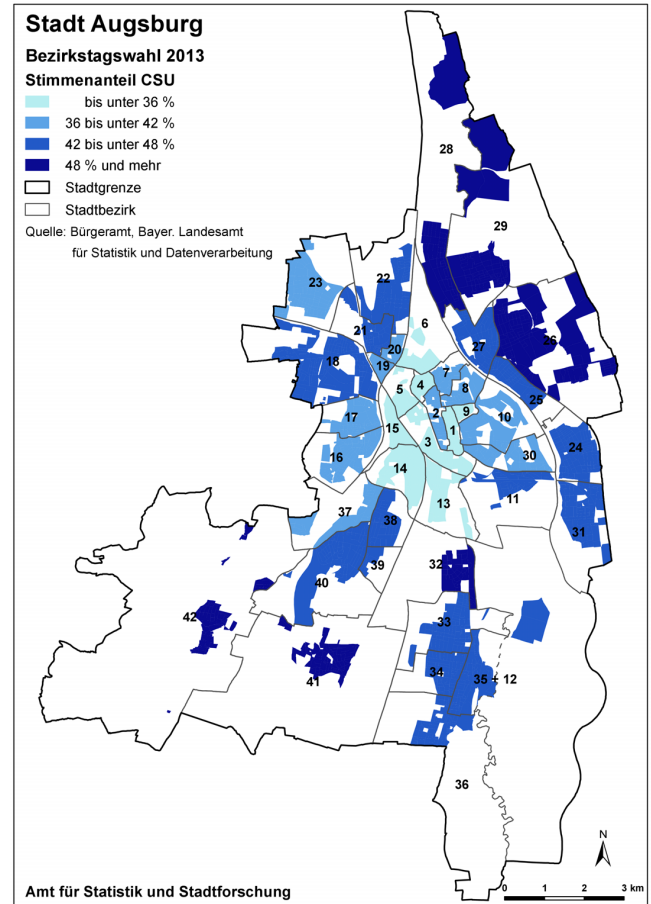 Stadt Augsburg
Bezirkstagswahl 2013
Stimmenanteil CSU
bis unter 36 %
36 bis unter 42 %
42 bis unter 48 %
48 % und mehr
Stadtgrenze
Stadtbezirk
Quelle: Bürgeramt, Bayer. Landesamt
für Statistik und Datenverarbeitung
28
29
23
22
6
21
20
27
26
18
19
7
5
4
8
25
17
2
9
10
15
3
1
24
16
14
30
13
11
37
38
31
32
39
40
42
33
41
34
35 + 12
36
N
Amt für Statistik und Stadtforschung
0 1 2 3 km